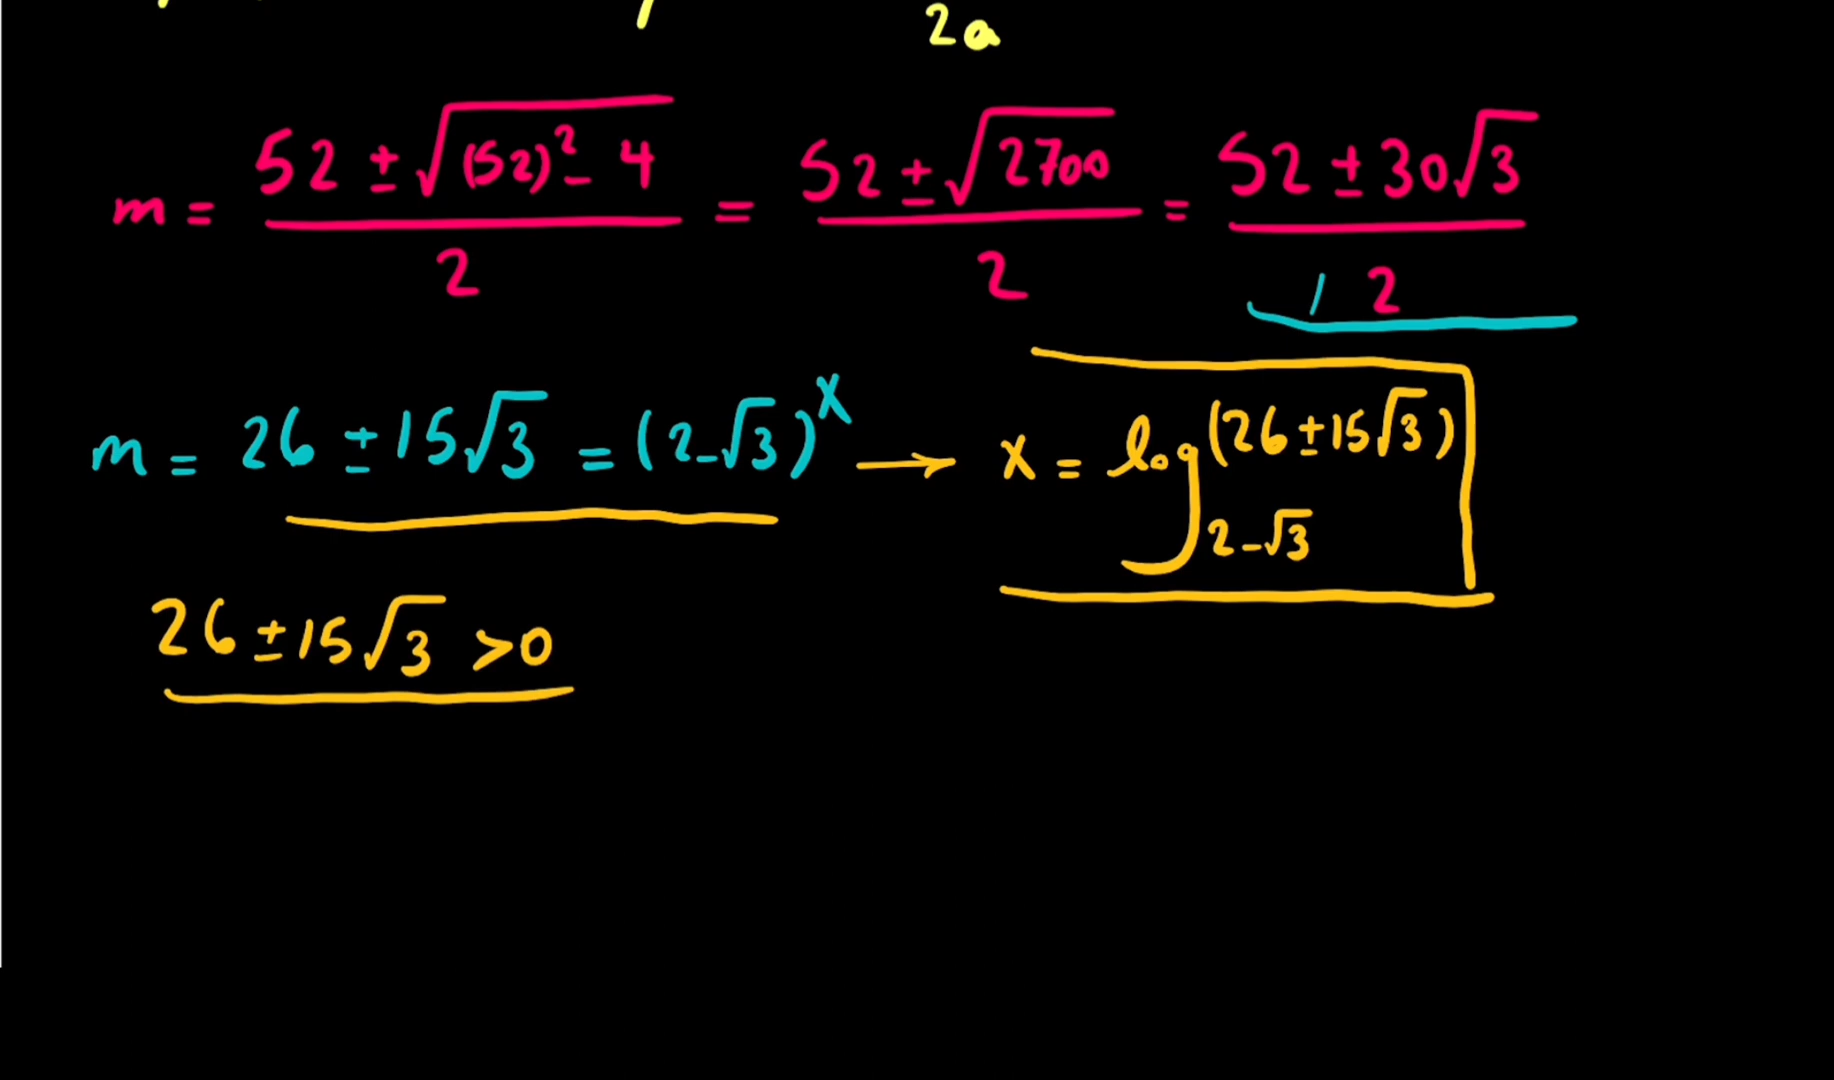 2a
m = (52 ± √((52)² - 4)) / 2 = (52 ± √2700) / 2 = (52 ± 30√3) / 2
m = 26 ± 15√3 = (2-√3)^x → x = log_{2-√3} (26±15√3)
26 ± 15√3 > 0